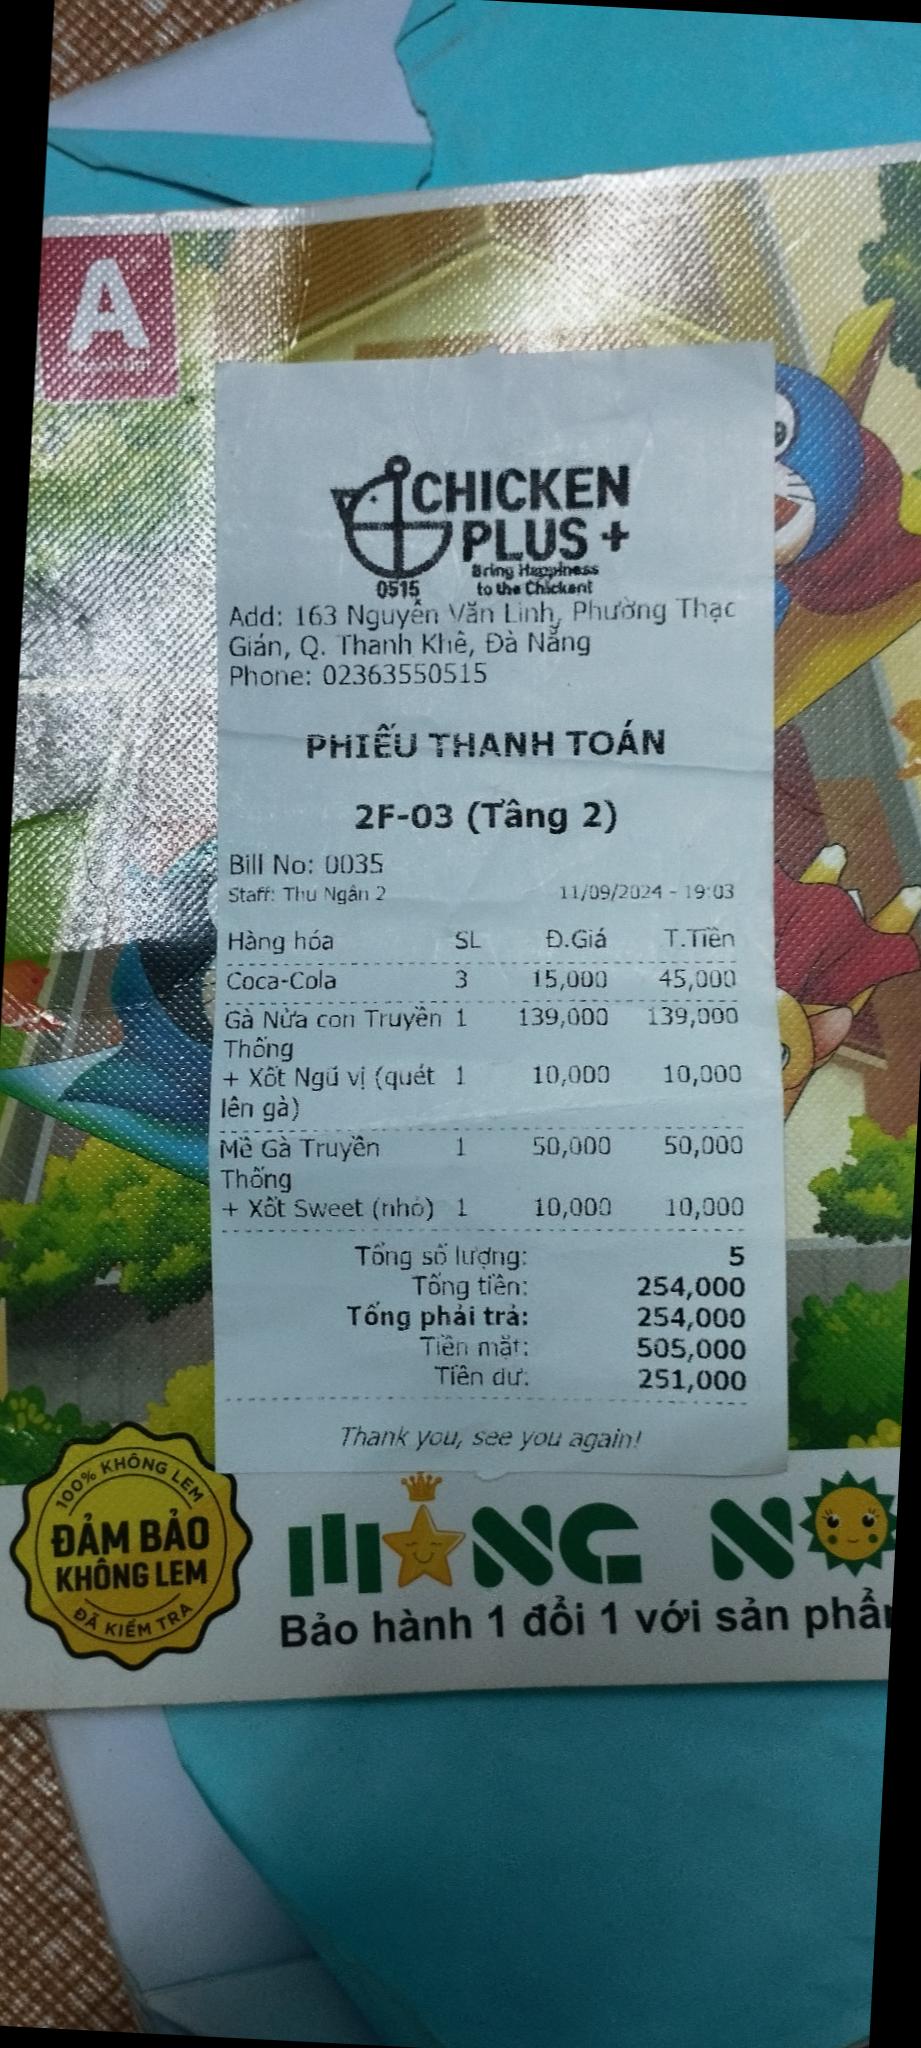 A
CHICKEN
PLUS +
Bring Happiness
to the Chickent
0515
Add: 163 Nguyễn Văn Linh, Phường Thạc
Gián, Q. Thanh Khê, Đà Nẵng
Phone: 02363550515
PHIẾU THANH TOÁN
2F-03 (Tầng 2)
Bill No: 0035
Staff: Thu Ngân 2 11/09/2024 - 19:03
Hàng hóa SL Đ.Giá T.Tiền
Coca-Cola 3 15,000 45,000
Gà Nửa con Truyền 1 139,000 139,000
Thống
+ Xốt Ngũ vị (quét 1 10,000 10,000
lên gà)
Mề Gà Truyền 1 50,000 50,000
Thống
+ Xốt Sweet (nhỏ) 1 10,000 10,000
Tổng số lượng: 5
Tổng tiền: 254,000
Tổng phải trả: 254,000
Tiền mặt: 505,000
Tiền dư: 251,000
Thank you, see you again!
100% KHÔNG LEM
ĐẢM BẢO
KHÔNG LEM
ĐÃ KIỂM TRA
Bảo hành 1 đổi 1 với sản